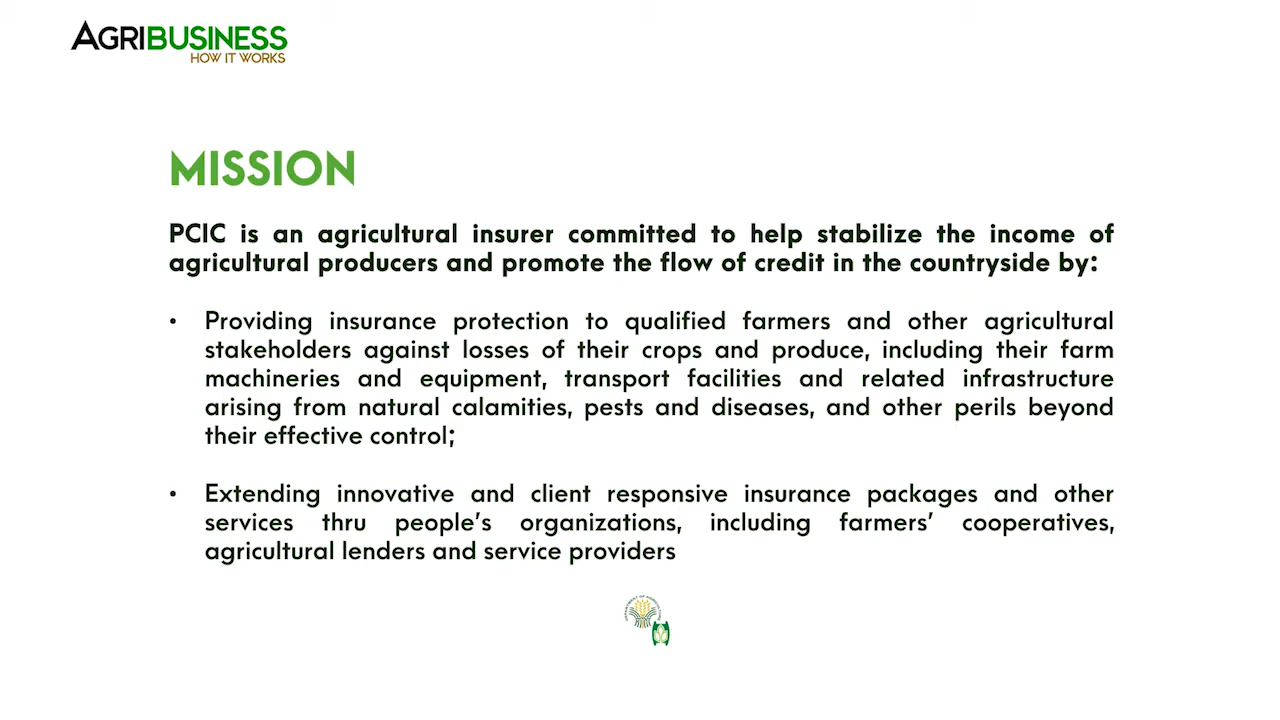 AGRIBUSINESS
HOW IT WORKS
MISSION
PCIC is an agricultural insurer committed to help stabilize the income of
agricultural producers and promote the flow of credit in the countryside by:
• Providing insurance protection to qualified farmers and other agricultural
stakeholders against losses of their crops and produce, including their farm
machineries and equipment, transport facilities and related infrastructure
arising from natural calamities, pests and diseases, and other perils beyond
their effective control;
• Extending innovative and client responsive insurance packages and other
services thru people's organizations, including farmers' cooperatives,
agricultural lenders and service providers
DEPARTMENT OF AGRICULTURE